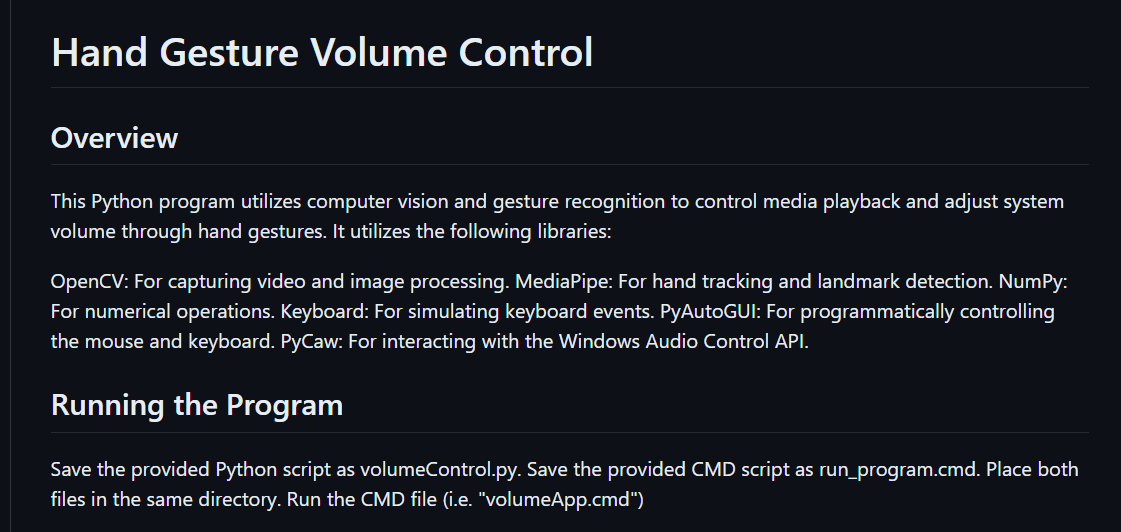 Hand Gesture Volume Control
Overview
This Python program utilizes computer vision and gesture recognition to control media playback and adjust system
volume through hand gestures. It utilizes the following libraries:
OpenCV: For capturing video and image processing. MediaPipe: For hand tracking and landmark detection. NumPy:
For numerical operations. Keyboard: For simulating keyboard events. PyAutoGUI: For programmatically controlling
the mouse and keyboard. PyCaw: For interacting with the Windows Audio Control API.
Running the Program
Save the provided Python script as volumeControl.py. Save the provided CMD script as run_program.cmd. Place both
files in the same directory. Run the CMD file (i.e. "volumeApp.cmd")